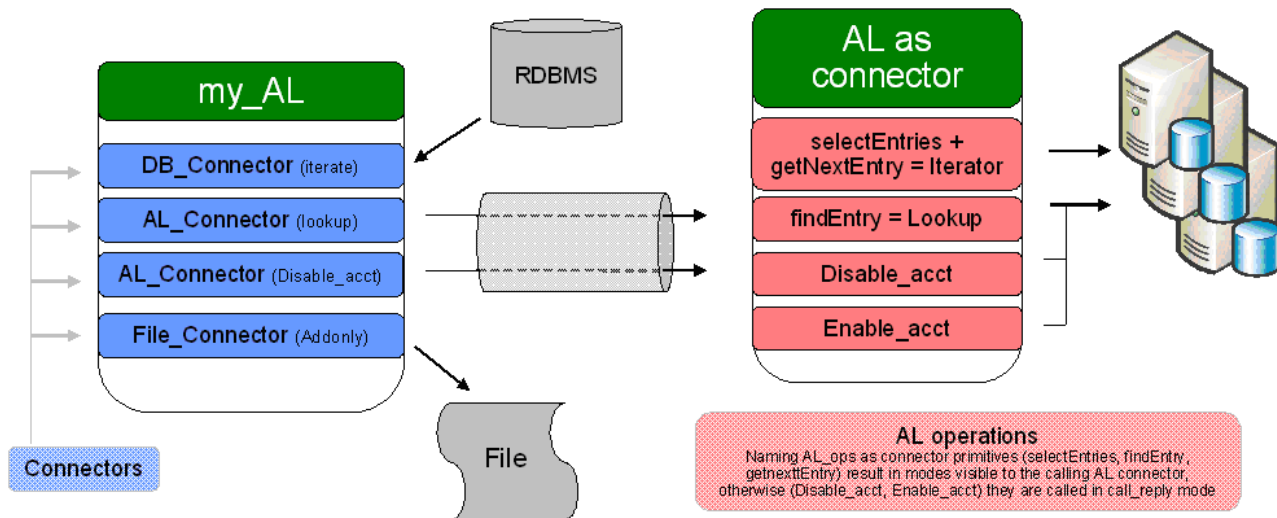 my_AL
DB_Connector (iterate)
AL_Connector (lookup)
AL_Connector (Disable_acct)
File_Connector (Addonly)
Connectors
RDBMS
File
AL as
connector
selectEntries +
getNextEntry = Iterator
findEntry = Lookup
Disable_acct
Enable_acct
AL operations
Naming AL_ops as connector primitives (selectEntries, findEntry,
getnexttEntry) result in modes visible to the calling AL connector,
otherwise (Disable_acct, Enable_acct) they are called in call_reply mode